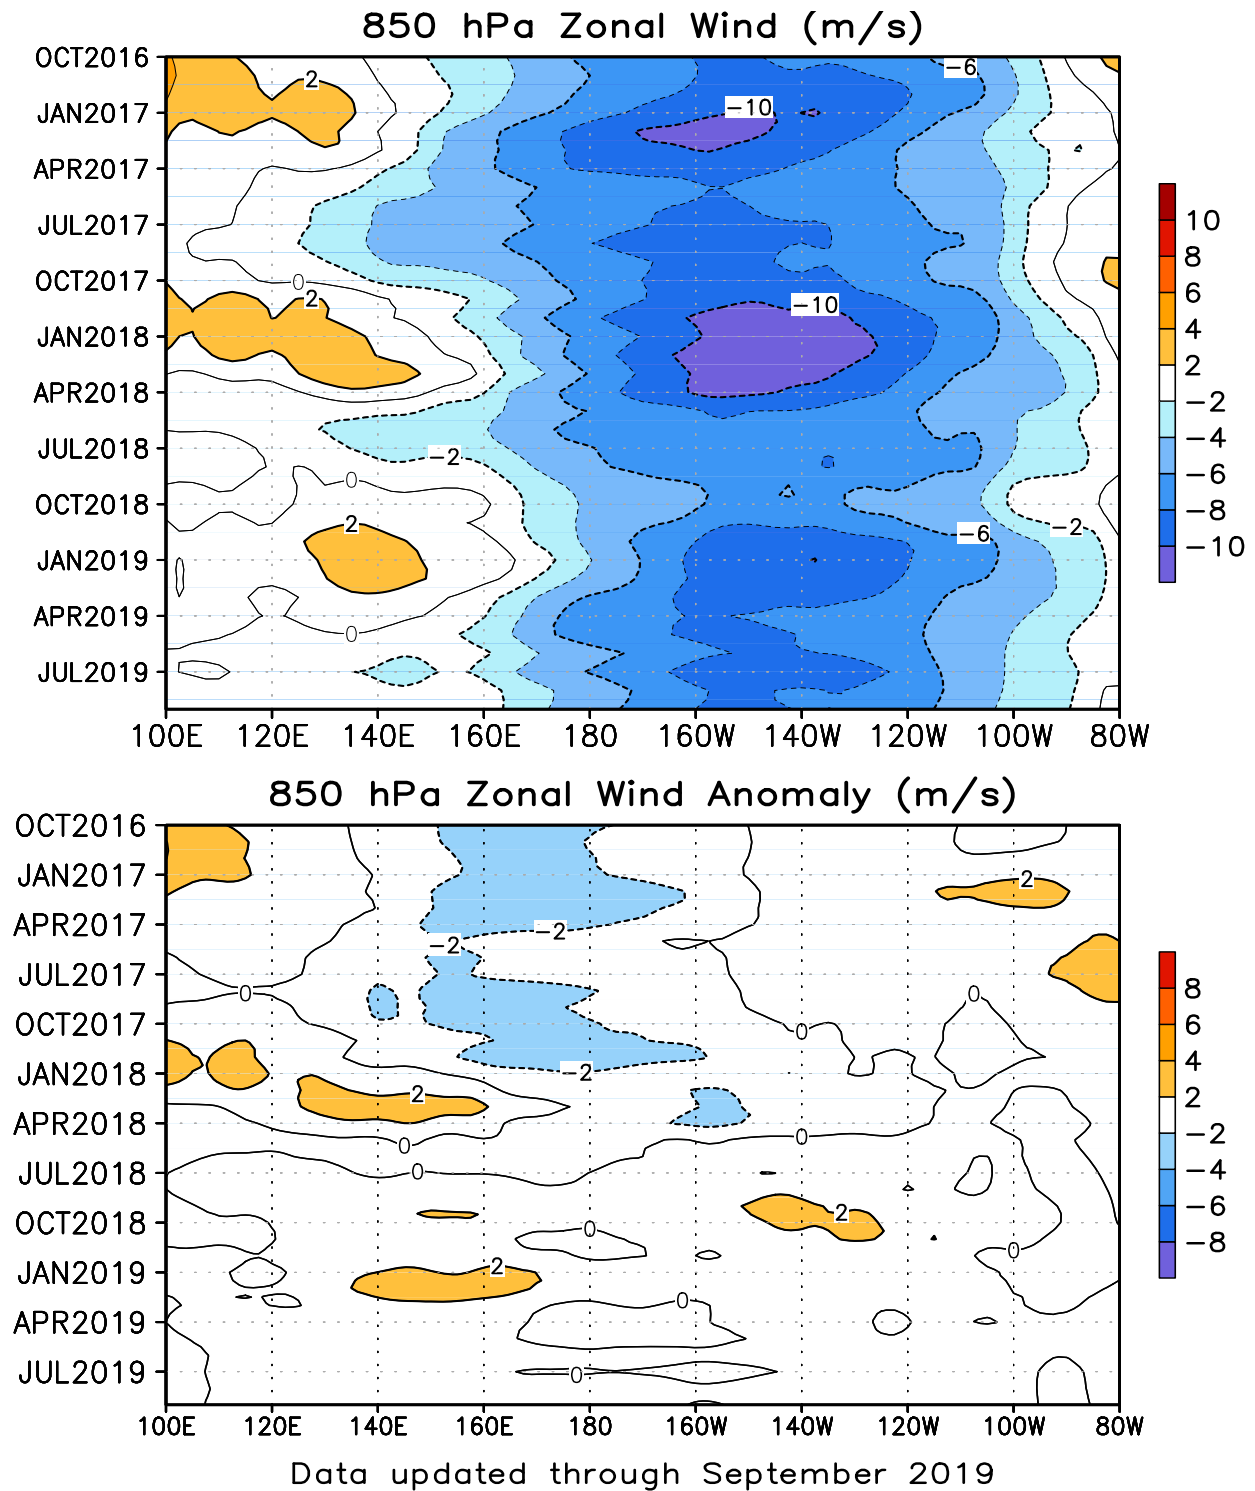 850 hPa Zonal Wind (m/s)
OCT2016
JAN2017
APR2017
JUL2017
OCT2017
JAN2018
APR2018
JUL2018
OCT2018
JAN2019
APR2019
JUL2019
2
-6
-10
0
2
-10
-2
0
2
-6
-2
0
100E 120E 140E 160E 180 160W 140W 120W 100W 80W
10
8
6
4
2
-2
-4
-6
-8
-10
850 hPa Zonal Wind Anomaly (m/s)
OCT2016
JAN2017
APR2017
JUL2017
OCT2017
JAN2018
APR2018
JUL2018
OCT2018
JAN2019
APR2019
JUL2019
2
-2
-2
0
0
0
-2
2
0
0
0
2
0
0
2
0
0
100E 120E 140E 160E 180 160W 140W 120W 100W 80W
8
6
4
2
-2
-4
-6
-8
Data updated through September 2019